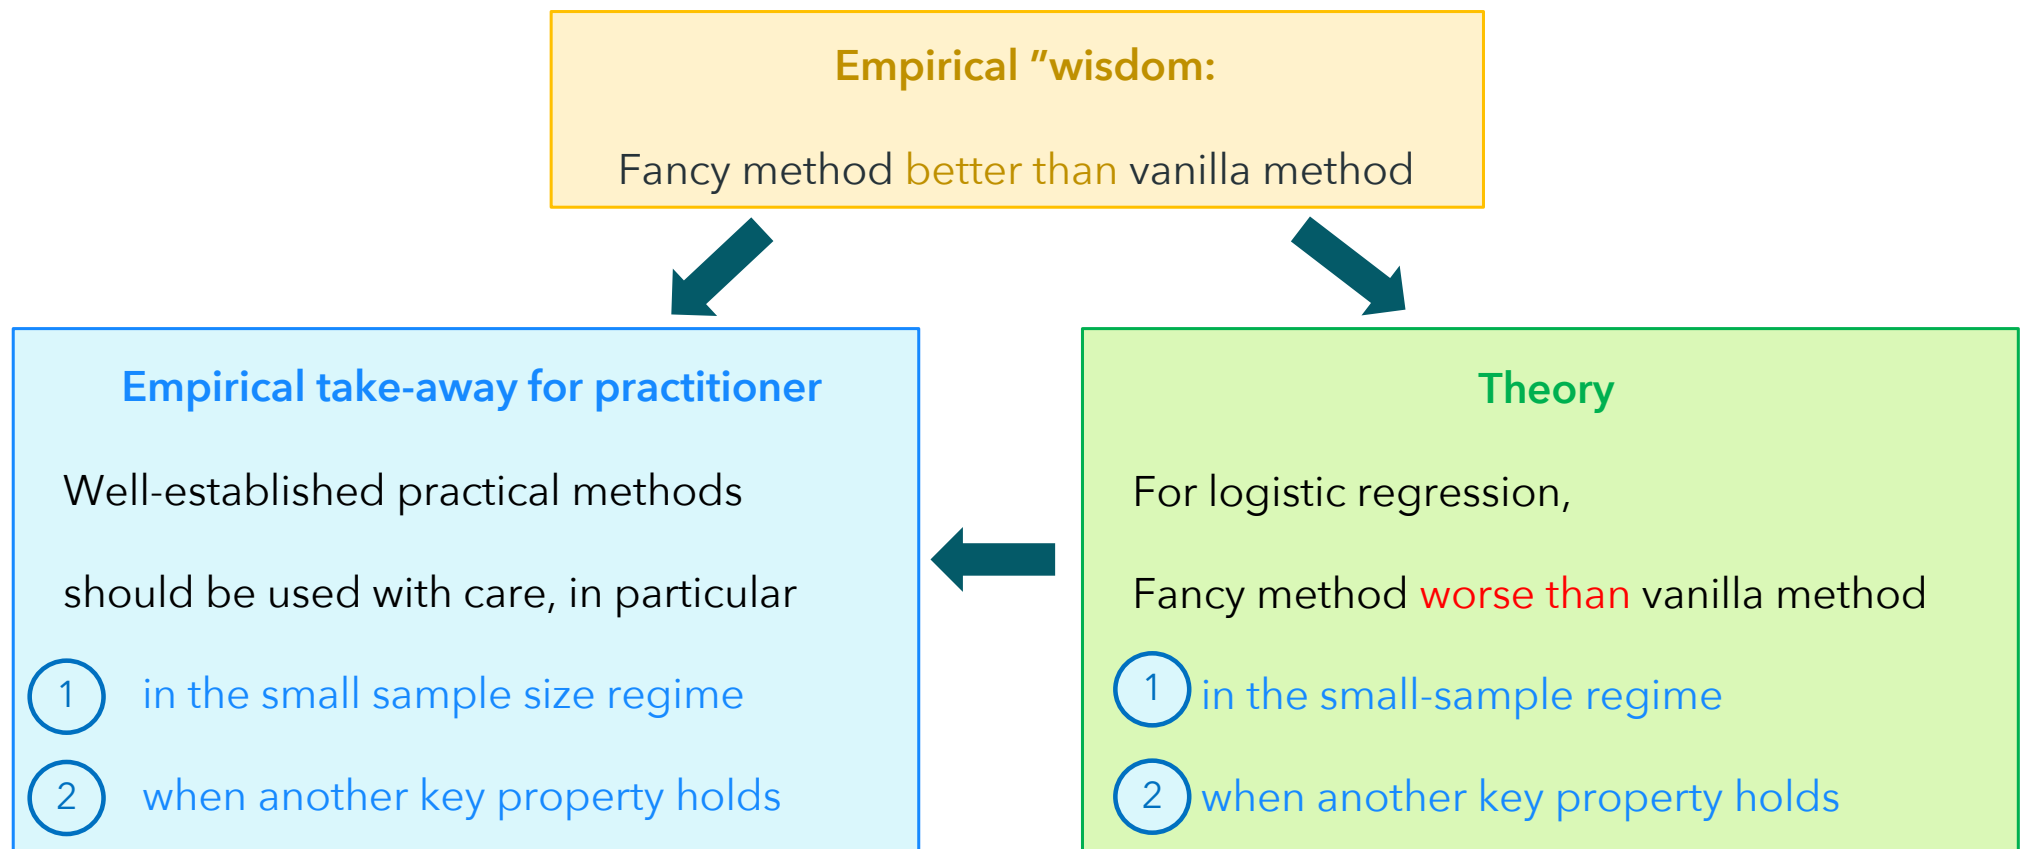 Empirical ”wisdom:
Fancy method better than vanilla method
Empirical take-away for practitioner
Well-established practical methods
should be used with care, in particular
1 in the small sample size regime
2 when another key property holds
Theory
For logistic regression,
Fancy method worse than vanilla method
1 in the small-sample regime
2 when another key property holds